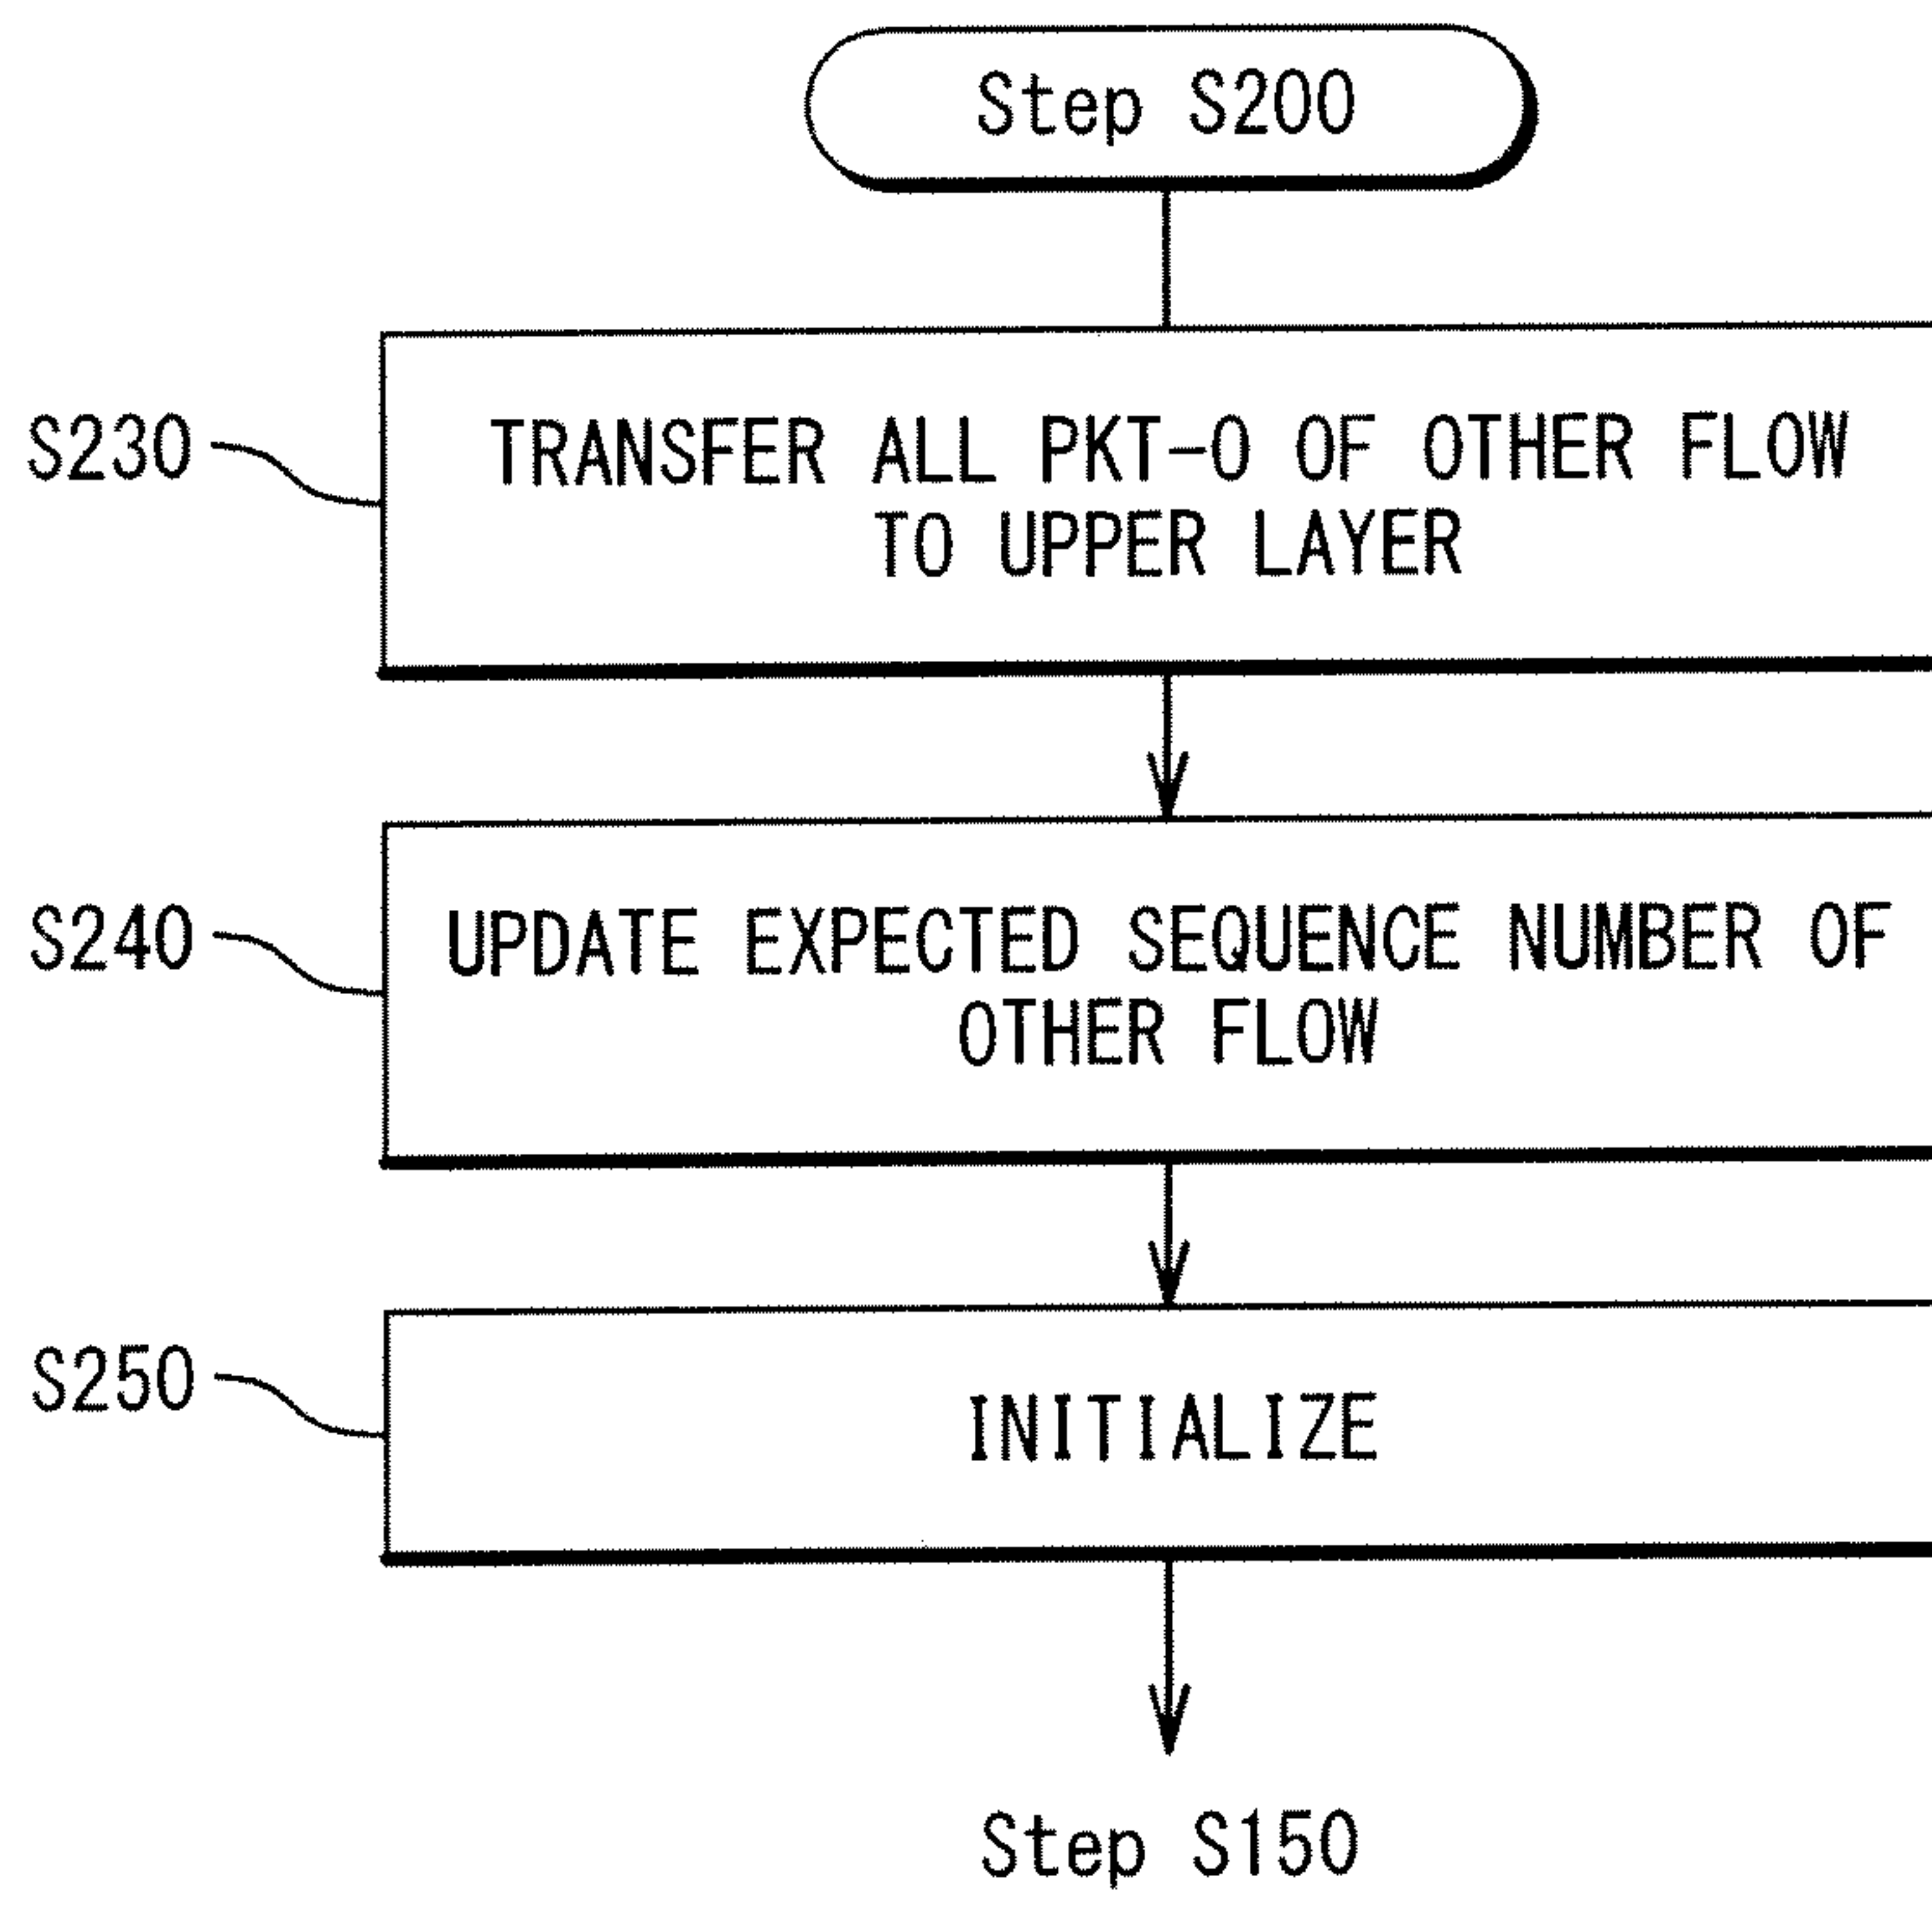 Step S200
S230
TRANSFER ALL PKT-O OF OTHER FLOW
TO UPPER LAYER
S240
UPDATE EXPECTED SEQUENCE NUMBER OF
OTHER FLOW
S250
INITIALIZE
Step S150